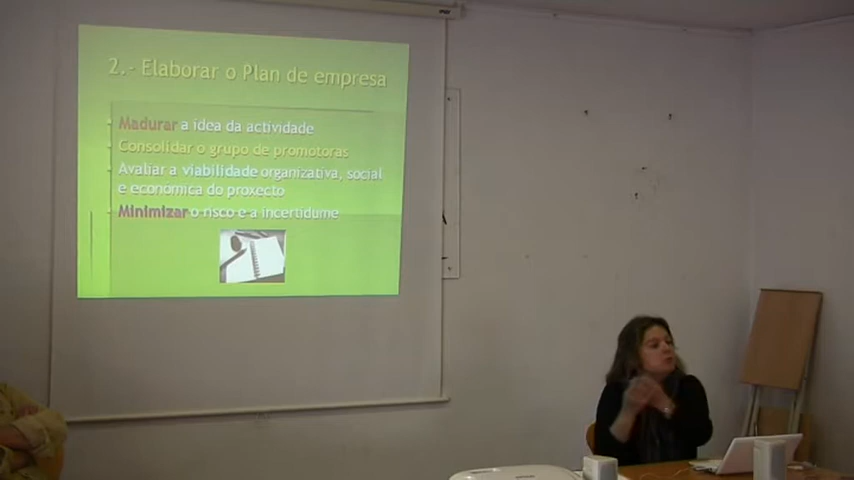 2.- Elaborar o Plan de empresa
Madurar a idea da actividade
Consolidar o grupo de promotoras
Avaliar a viabilidade organizativa, social
e económica do proxecto
Minimizar o risco e a incertidume